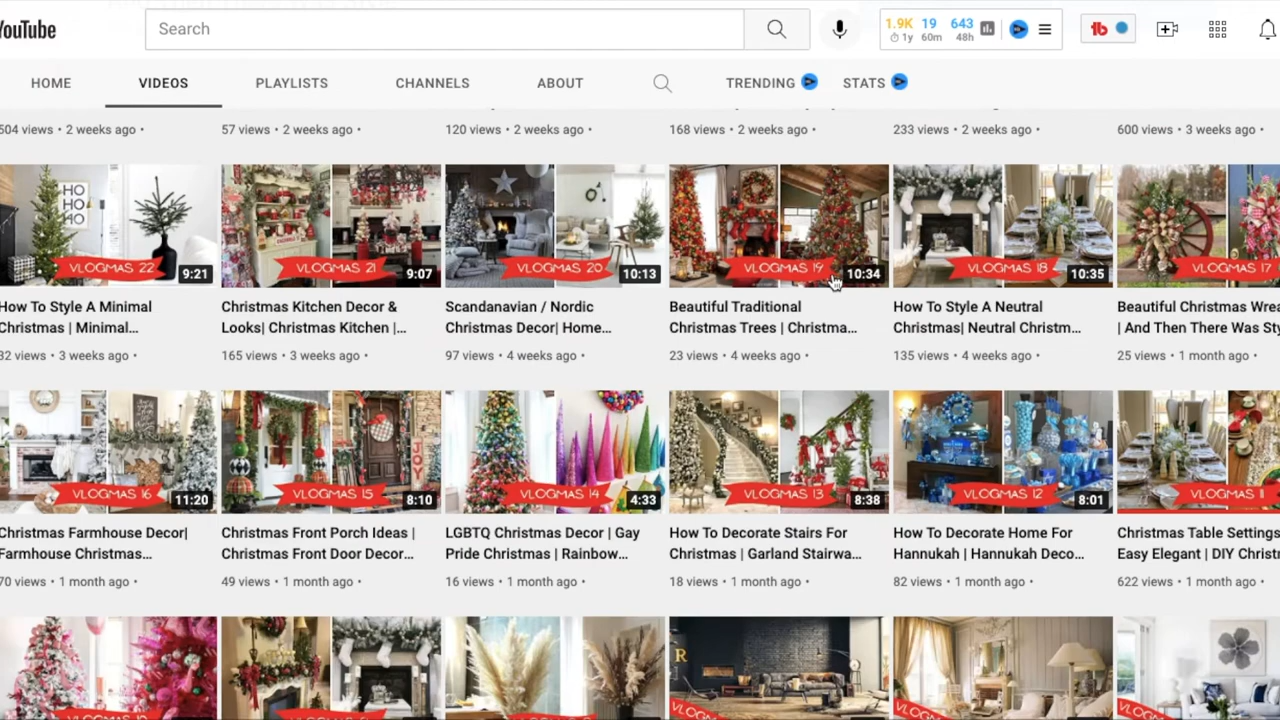 YouTube
Search
1.9K 19 643
1y 60m 48h
HOME VIDEOS PLAYLISTS CHANNELS ABOUT TRENDING STATS
504 views • 2 weeks ago •
57 views • 2 weeks ago •
120 views • 2 weeks ago •
168 views • 2 weeks ago •
233 views • 2 weeks ago •
600 views • 3 weeks ago •
HO
HO
HO
VLOGMAS 22
9:21
VLOGMAS 21
9:07
VLOGMAS 20
10:13
VLOGMAS 19
10:34
VLOGMAS 18
10:35
VLOGMAS 17
How To Style A Minimal
Christmas | Minimal...
32 views • 3 weeks ago •
Christmas Kitchen Decor &
Looks| Christmas Kitchen |...
165 views • 3 weeks ago •
Scandanavian / Nordic
Christmas Decor| Home...
97 views • 4 weeks ago •
Beautiful Traditional
Christmas Trees | Christma...
23 views • 4 weeks ago •
How To Style A Neutral
Christmas| Neutral Christm...
135 views • 4 weeks ago •
Beautiful Christmas Wrea
| And Then There Was Sty
25 views • 1 month ago •
VLOGMAS 16
11:20
JOY
VLOGMAS 15
8:10
VLOGMAS 14
4:33
VLOGMAS 13
8:38
VLOGMAS 12
8:01
VLOGMAS 11
Christmas Farmhouse Decor|
Farmhouse Christmas...
70 views • 1 month ago •
Christmas Front Porch Ideas |
Christmas Front Door Decor...
49 views • 1 month ago •
LGBTQ Christmas Decor | Gay
Pride Christmas | Rainbow...
16 views • 1 month ago •
How To Decorate Stairs For
Christmas | Garland Stairwa...
18 views • 1 month ago •
How To Decorate Home For
Hannukah | Hannukah Deco...
82 views • 1 month ago •
Christmas Table Settings
Easy Elegant | DIY Christr
622 views • 1 month ago •
R